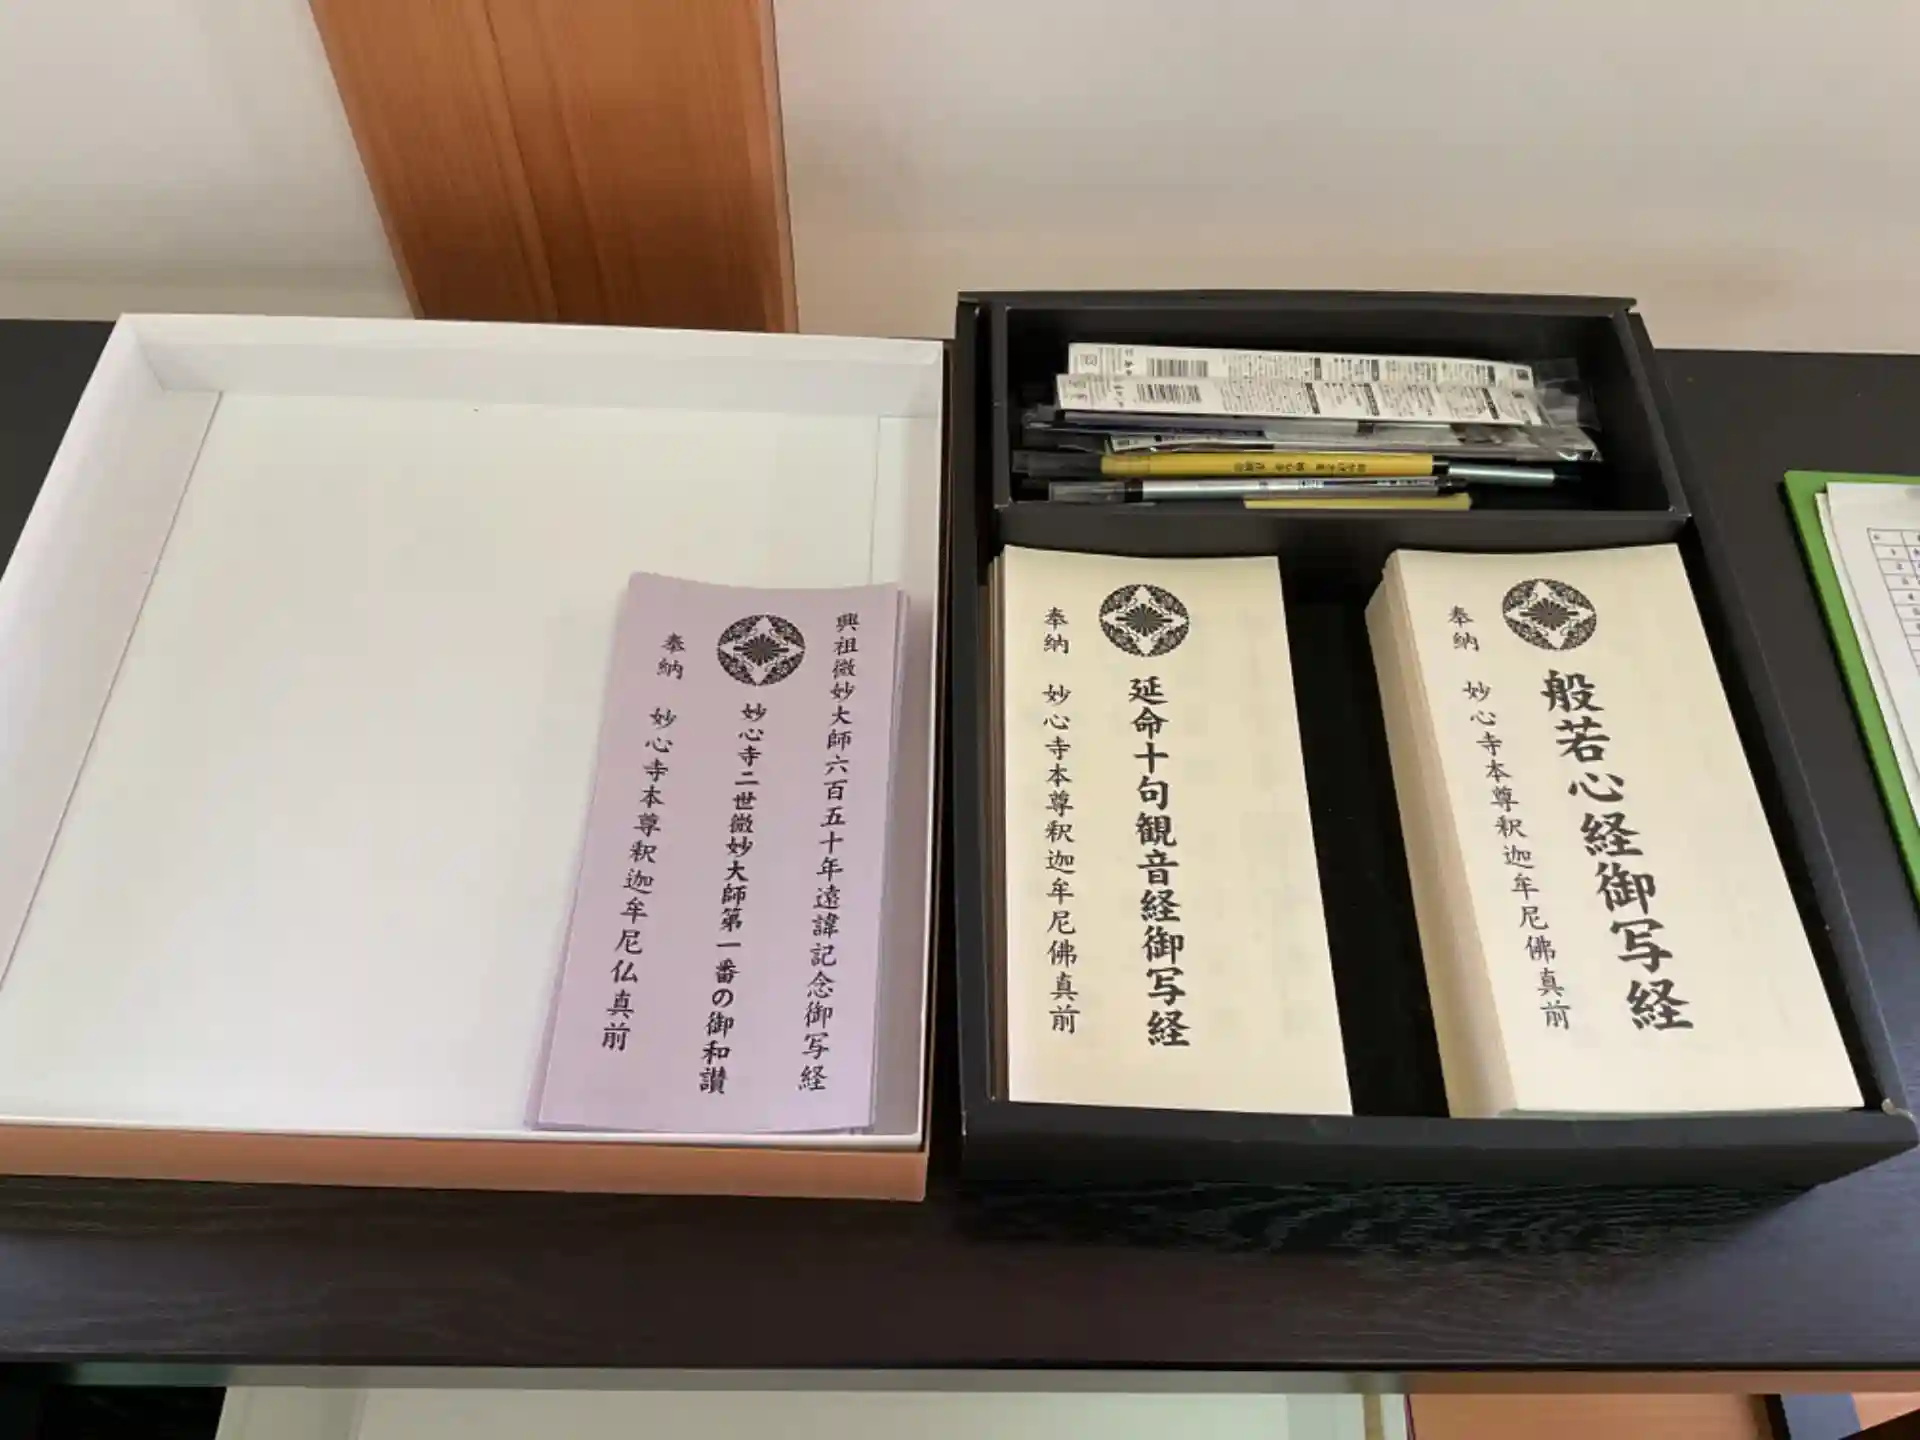 興祖微妙大師六百五十年遠諱記念御写経
妙心寺二世微妙大師第一番の御和讃
奉納 妙心寺本尊釈迦牟尼仏真前
延命十句観音経御写経
奉納 妙心寺本尊釈迦牟尼佛真前
般若心経御写経
奉納 妙心寺本尊釈迦牟尼佛真前